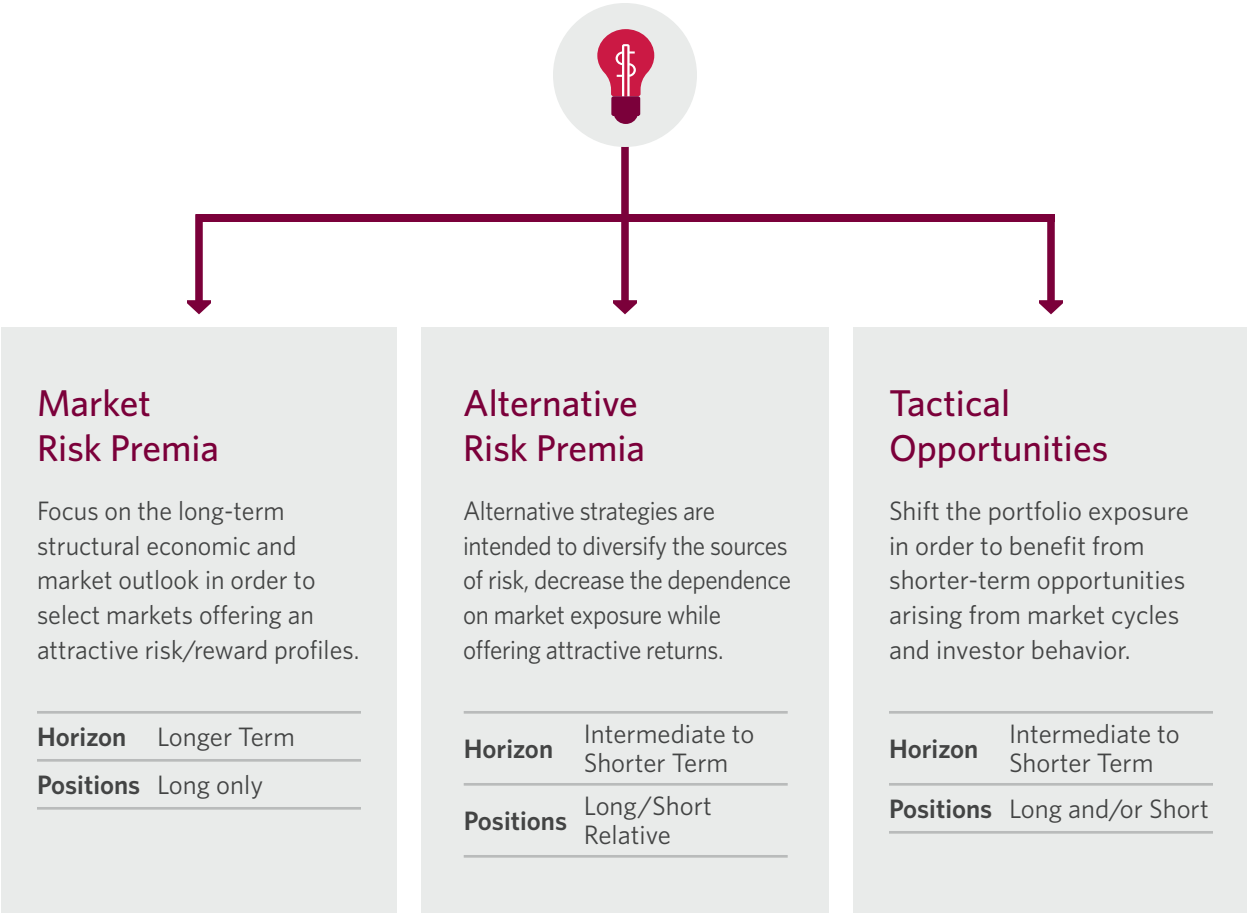 Market
Risk Premia
Focus on the long-term
structural economic and
market outlook in order to
select markets offering an
attractive risk/reward profiles.
Horizon Longer Term
Positions Long only
Alternative
Risk Premia
Alternative strategies are
intended to diversify the sources
of risk, decrease the dependence
on market exposure while
offering attractive returns.
Horizon Intermediate to
Shorter Term
Positions Long/Short
Relative
Tactical
Opportunities
Shift the portfolio exposure
in order to benefit from
shorter-term opportunities
arising from market cycles
and investor behavior.
Horizon Intermediate to
Shorter Term
Positions Long and/or Short